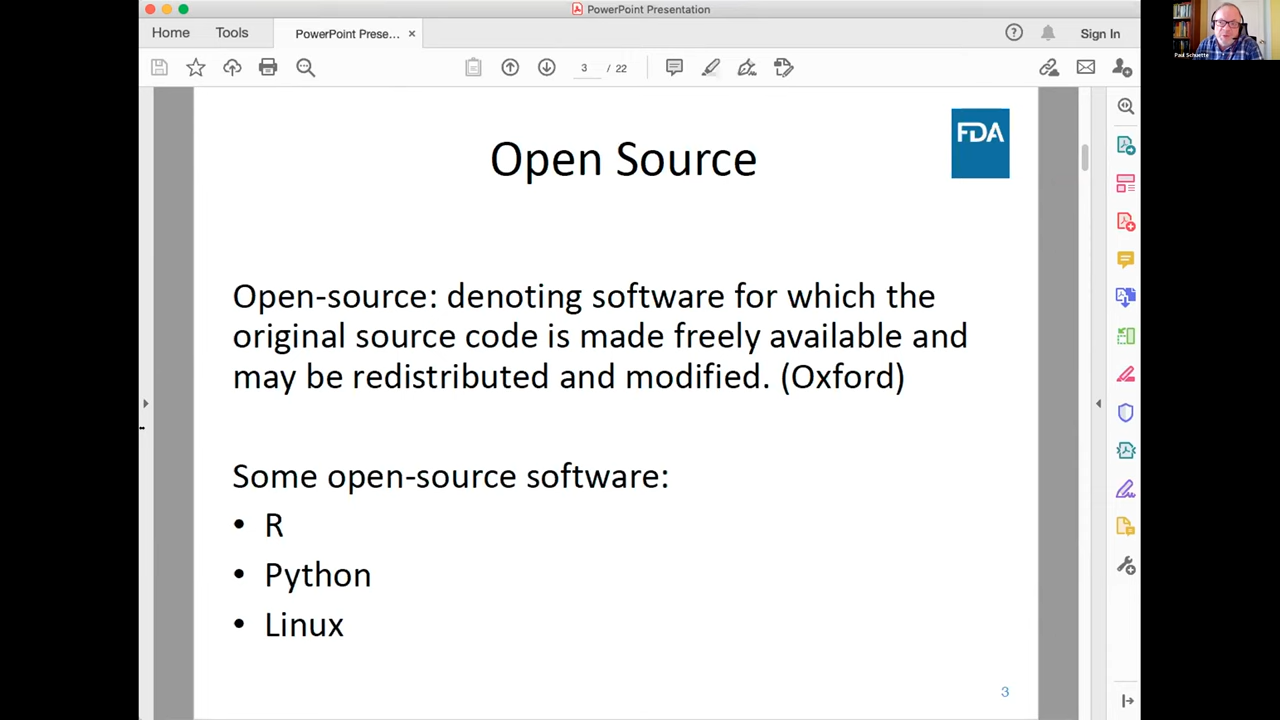 PowerPoint Presentation
Home
Tools
PowerPoint Prese...
Sign In
3 / 22
Paul Schuette
FDA
Open Source
Open-source: denoting software for which the
original source code is made freely available and
may be redistributed and modified. (Oxford)
Some open-source software:
• R
• Python
• Linux
3